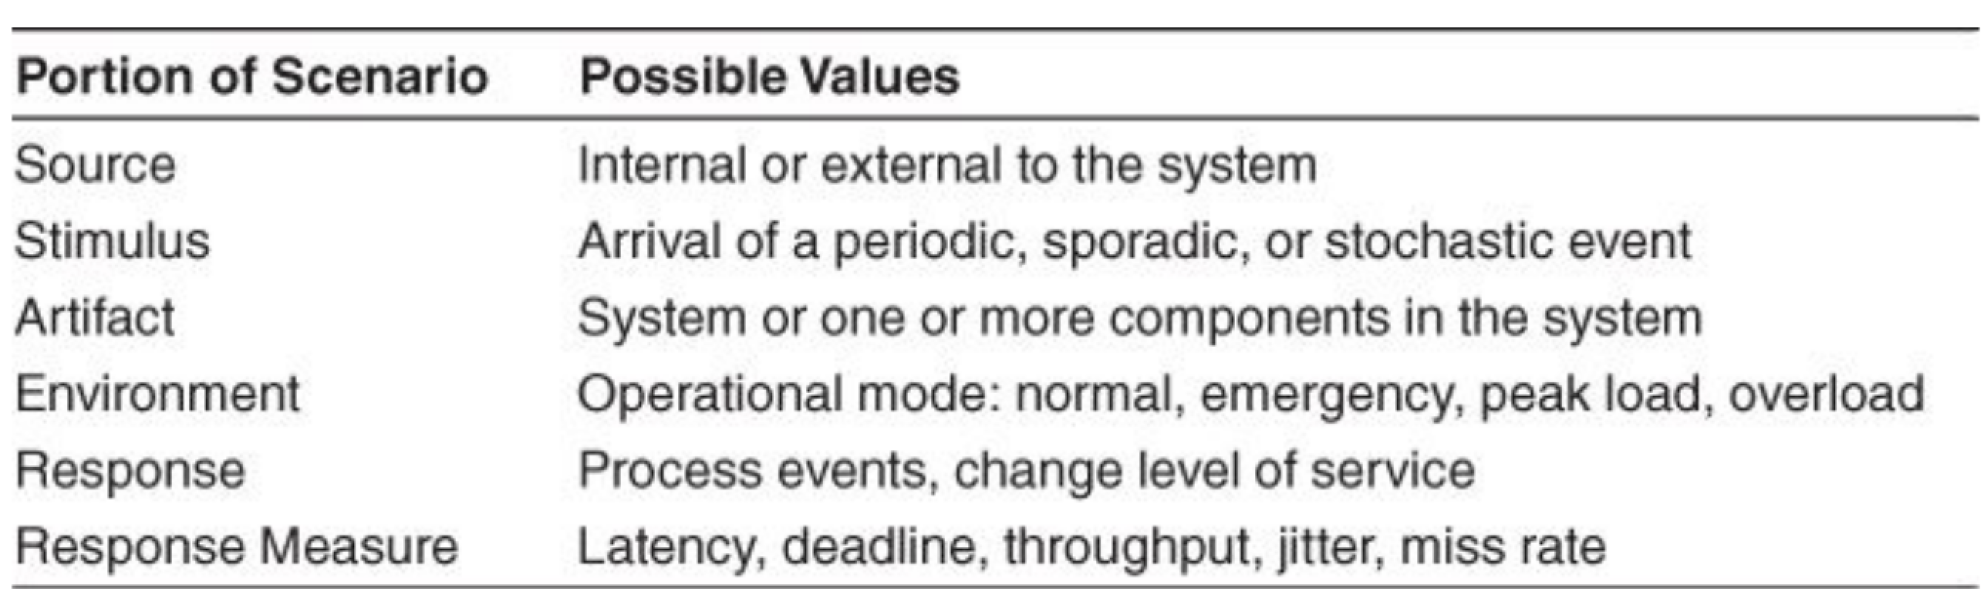 Portion of Scenario Possible Values
Source Internal or external to the system
Stimulus Arrival of a periodic, sporadic, or stochastic event
Artifact System or one or more components in the system
Environment Operational mode: normal, emergency, peak load, overload
Response Process events, change level of service
Response Measure Latency, deadline, throughput, jitter, miss rate